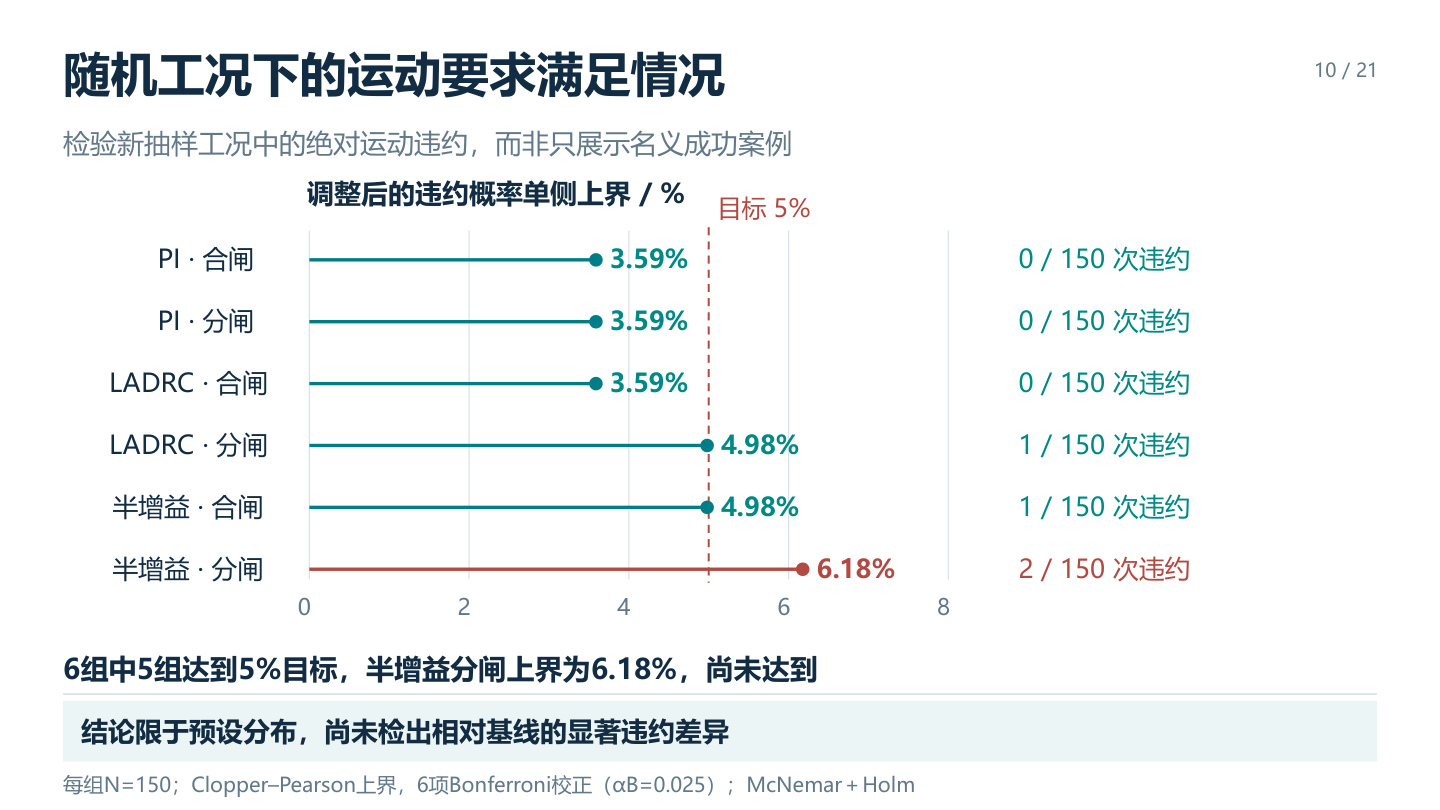 随机工况下的运动要求满足情况
10 / 21
检验新抽样工况中的绝对运动违约，而非只展示名义成功案例
调整后的违约概率单侧上界 / %
目标 5%
PI · 合闸 3.59% 0 / 150 次违约
PI · 分闸 3.59% 0 / 150 次违约
LADRC · 合闸 3.59% 0 / 150 次违约
LADRC · 分闸 4.98% 1 / 150 次违约
半增益 · 合闸 4.98% 1 / 150 次违约
半增益 · 分闸 6.18% 2 / 150 次违约
0 2 4 6 8
6组中5组达到5%目标，半增益分闸上界为6.18%，尚未达到
结论限于预设分布，尚未检出相对基线的显著违约差异
每组N=150；Clopper–Pearson上界，6项Bonferroni校正（αB=0.025）；McNemar + Holm